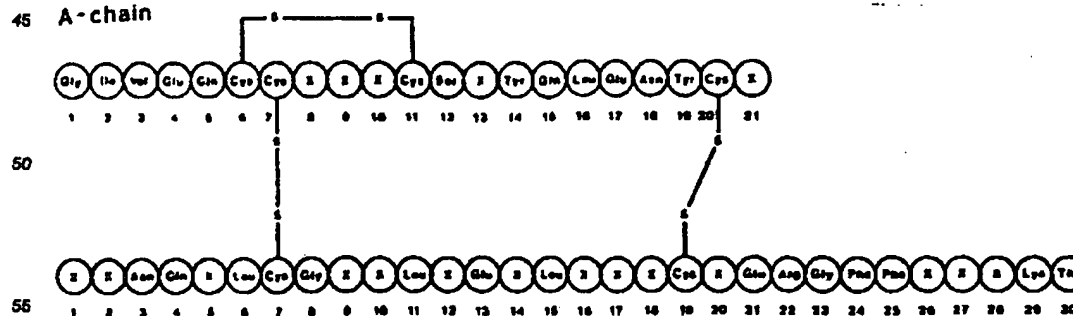 45 A-chain
S S
Gly Ile Val Glu Gln Cys Cys X X X Cys Ser X Tyr Gln Leu Glu Asn Tyr Cys X
1 2 3 4 5 6 7 8 9 10 11 12 13 14 15 16 17 18 19 20 21
S
50
S S
X X Asn Gln X Leu Cys Gly X X Leu X Glu X Leu X X X Cys X Glu Arg Gly Phe Phe X X X Lys Th
55 1 2 3 4 5 6 7 8 9 10 11 12 13 14 15 16 17 18 19 20 21 22 23 24 25 26 27 28 29 30